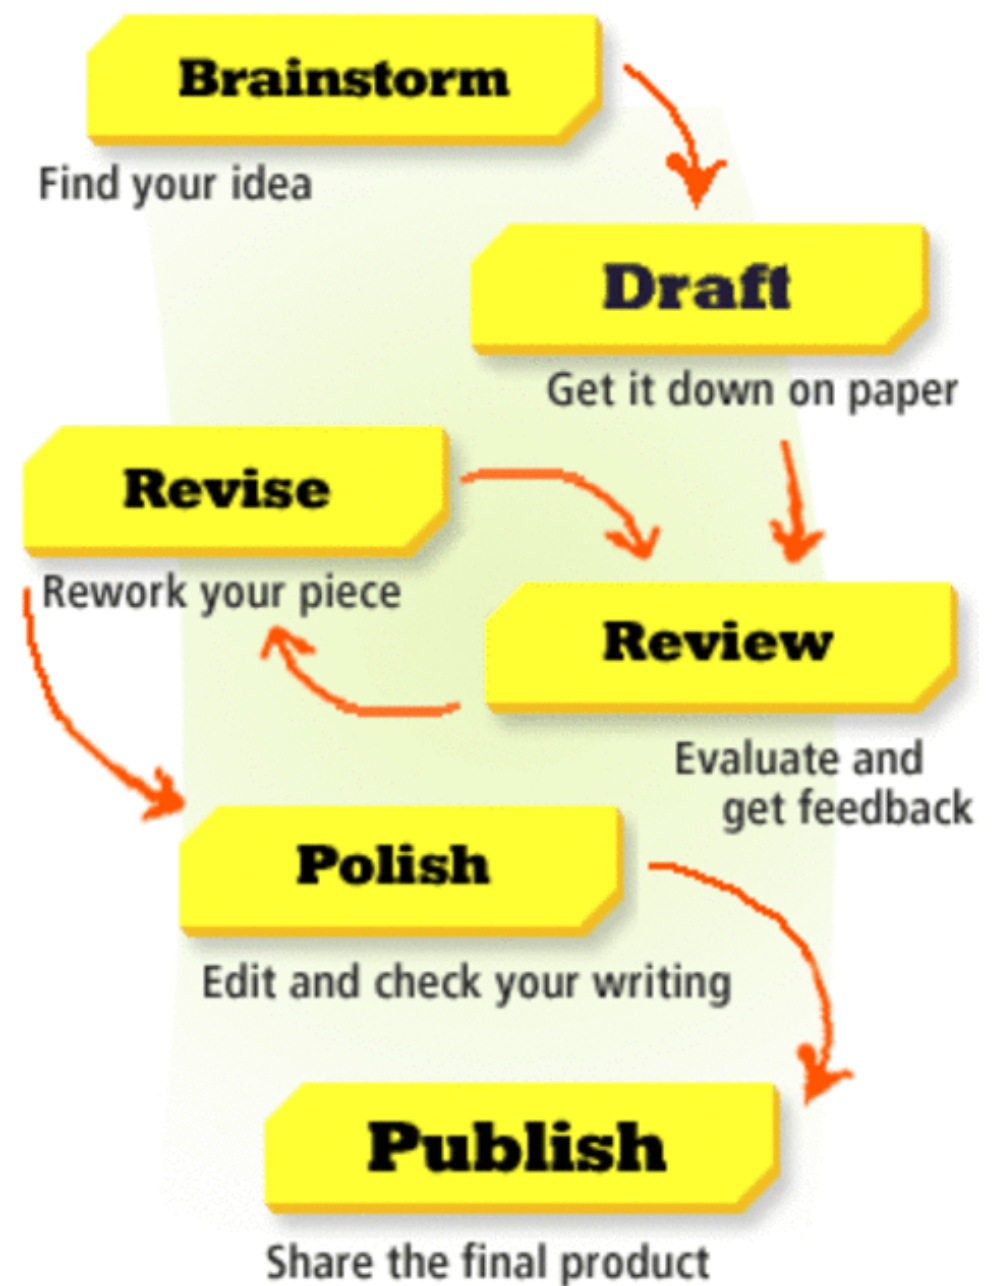 Brainstorm
Find your idea
Draft
Get it down on paper
Revise
Rework your piece
Review
Evaluate and
get feedback
Polish
Edit and check your writing
Publish
Share the final product